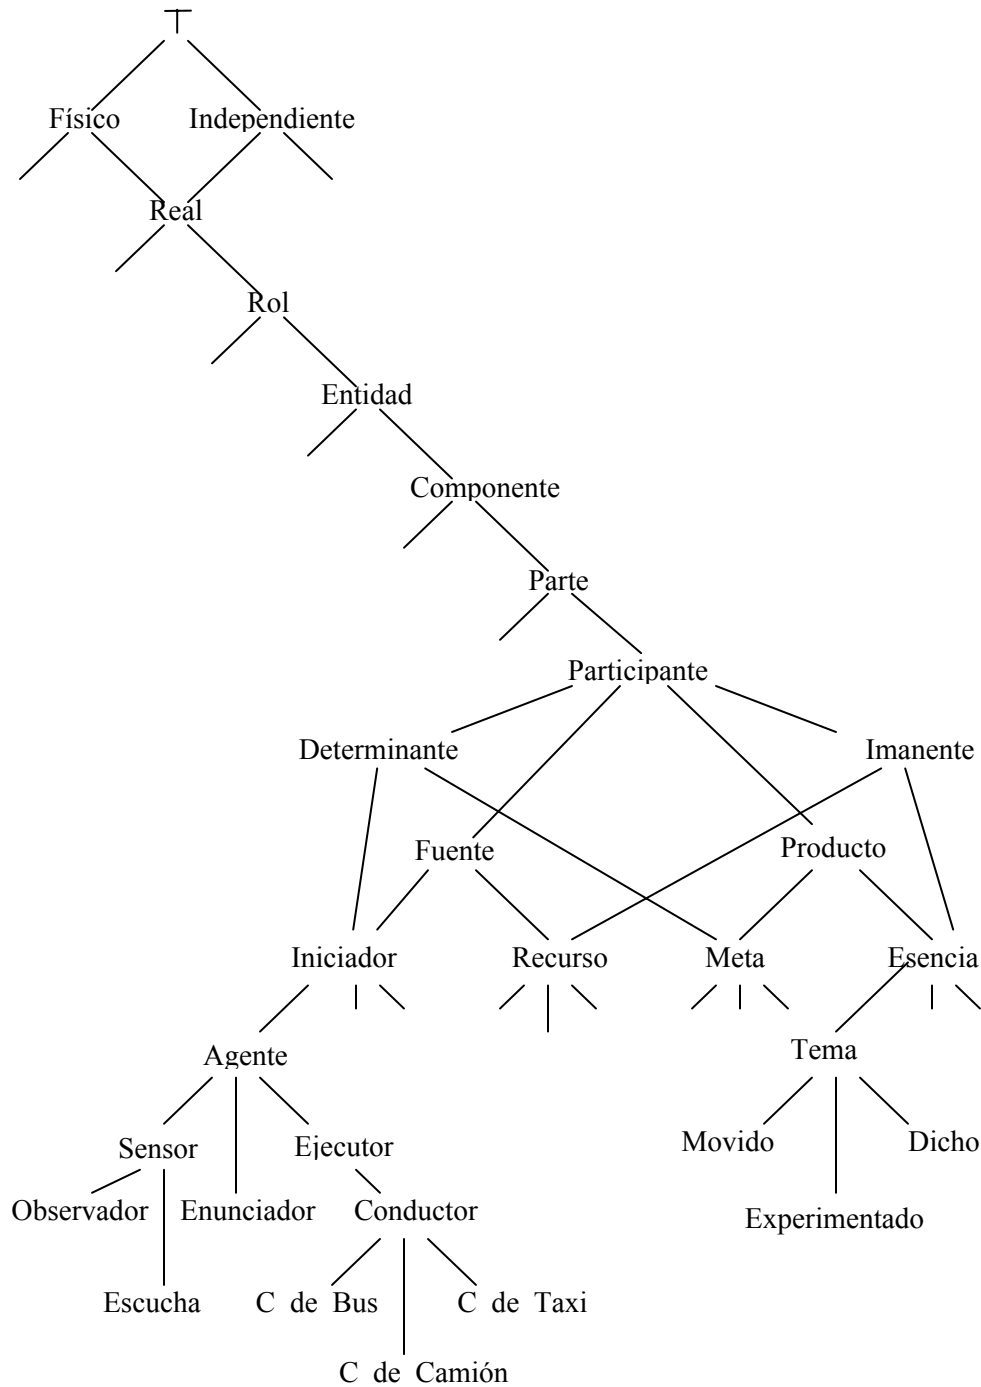 T
Físico Independiente
Real
Rol
Entidad
Componente
Parte
Participante
Determinante Imanente
Fuente Producto
Iniciador Recurso Meta Esencia
Agente Tema
Sensor Ejecutor Movido Dicho
Observador Enunciador Conductor Experimentado
Escucha C de Bus C de Taxi
C de Camión